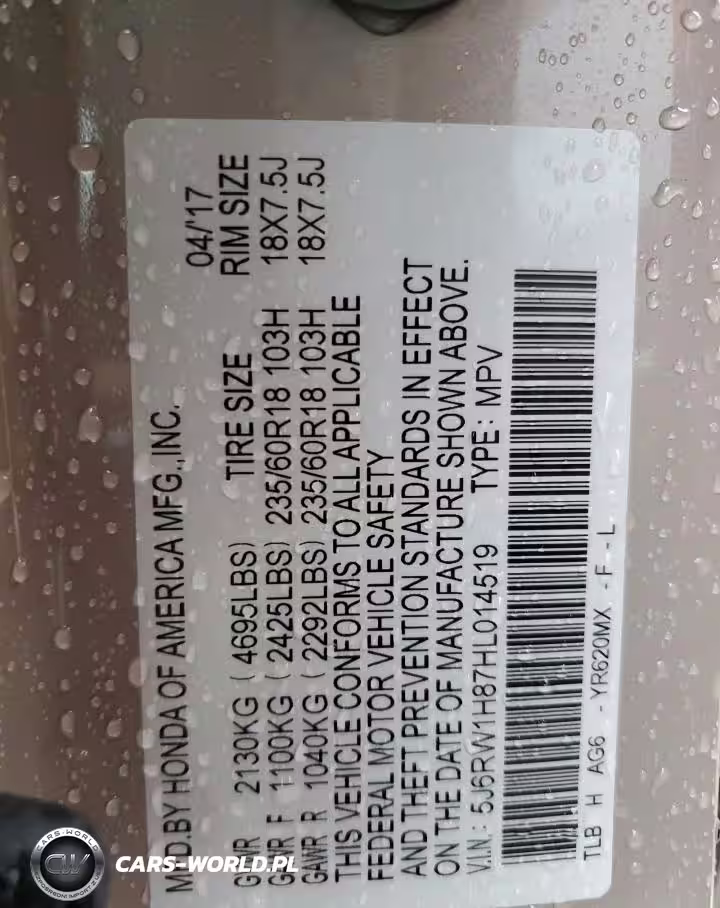 MFD.BY HONDA OF AMERICA MFG.,INC. 04/'17
GVWR 2130KG ( 4695LBS) TIRE SIZE RIM SIZE
GAWR F 1100KG ( 2425LBS) 235/60R18 103H 18X7.5J
GAWR R 1040KG ( 2292LBS) 235/60R18 103H 18X7.5J
THIS VEHICLE CONFORMS TO ALL APPLICABLE
FEDERAL MOTOR VEHICLE SAFETY
AND THEFT PREVENTION STANDARDS IN EFFECT
ON THE DATE OF MANUFACTURE SHOWN ABOVE.
V.I.N.: 5J6RW1H87HL014519 TYPE: MPV
TLB H AG6 - YR620MX - F - L
CARS-WORLD
CW
CARS-WORLD.PL